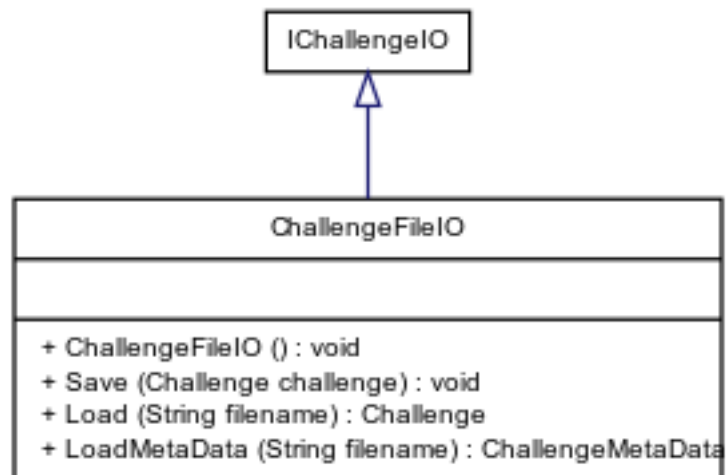 IChallengeIO
ChallengeFileIO
+ ChallengeFileIO () : void
+ Save (Challenge challenge) : void
+ Load (String filename) : Challenge
+ LoadMetaData (String filename) : ChallengeMetaData